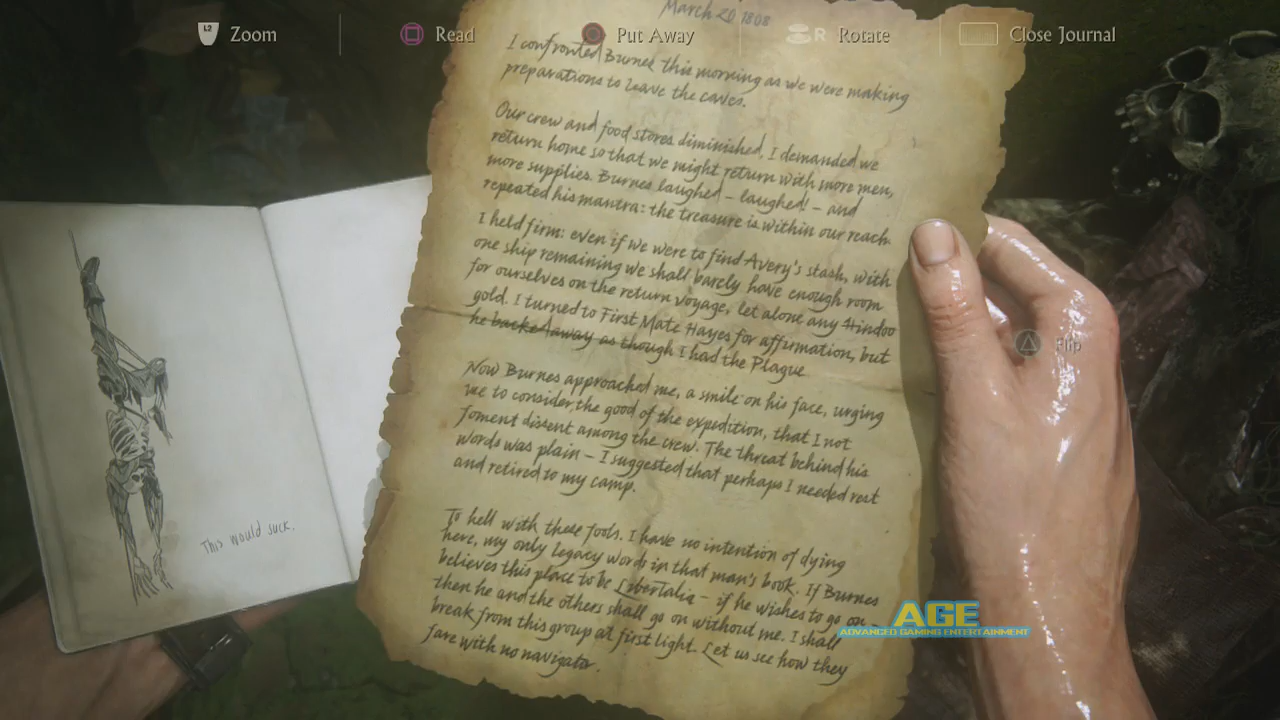 L2 Zoom
Read
Put Away
R Rotate
Close Journal
March 20 1808
I confronted Burnes this morning as we were making
preparations to leave the caves.
Our crew and food stores diminished, I demanded we
return home so that we might return with more men,
more supplies. Burnes laughed – laughed! – and
repeated his mantra: the treasure is within our reach.
I held firm: even if we were to find Avery's stash, with
one ship remaining we shall barely have enough room
for ourselves on the return voyage, let alone any Hindoo
gold. I turned to First Mate Hayes for affirmation, but
he backed away as though I had the Plague
Now Burnes approached me, a smile on his face, urging
me to consider the good of the expedition, that I not
foment dissent among the crew. The threat behind his
words was plain – I suggested that perhaps I needed rest
and retired to my camp.
To hell with these fools. I have no intention of dying
here, my only legacy words in that man's book. If Burnes
believes this place to be Libertalia – if he wishes to go on –
then he and the others shall go on without me. I shall
break from this group at first light. Let us see how they
fare with no navigator.
This would suck.
Flip
AGE
ADVANCED GAMING ENTERTAINMENT